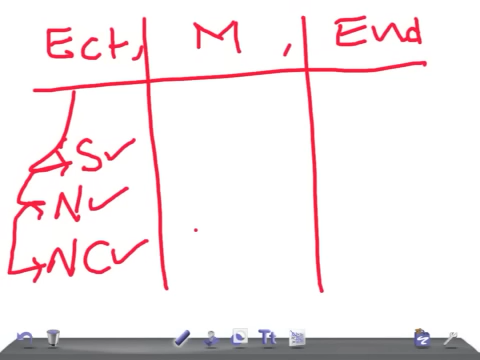 Ect, M , End
S✓
N✓
NC✓